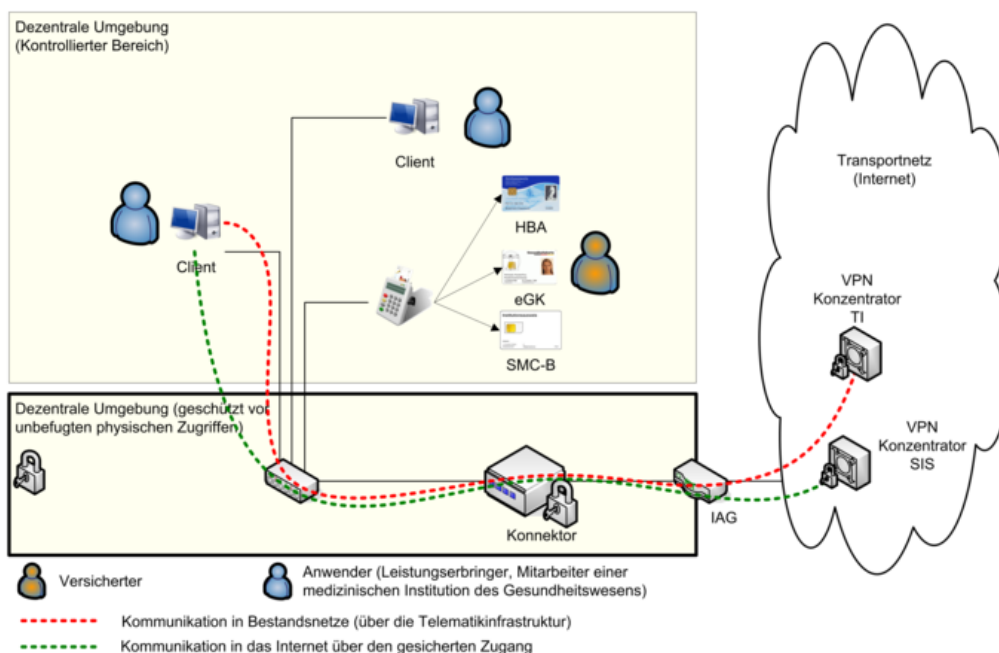 Dezentrale Umgebung
(Kontrollierter Bereich)
Client
Transportnetz
(Internet)
HBA
Client
eGK
VPN
Konzentrator
TI
SMC-B
Dezentrale Umgebung (geschützt vor
unbefugten physischen Zugriffen)
VPN
Konzentrator
SIS
Konnektor
IAG
Versicherter
Anwender (Leistungserbringer, Mitarbeiter einer
medizinischen Institution des Gesundheitswesens)
Kommunikation in Bestandsnetze (über die Telematikinfrastruktur)
Kommunikation in das Internet über den gesicherten Zugang